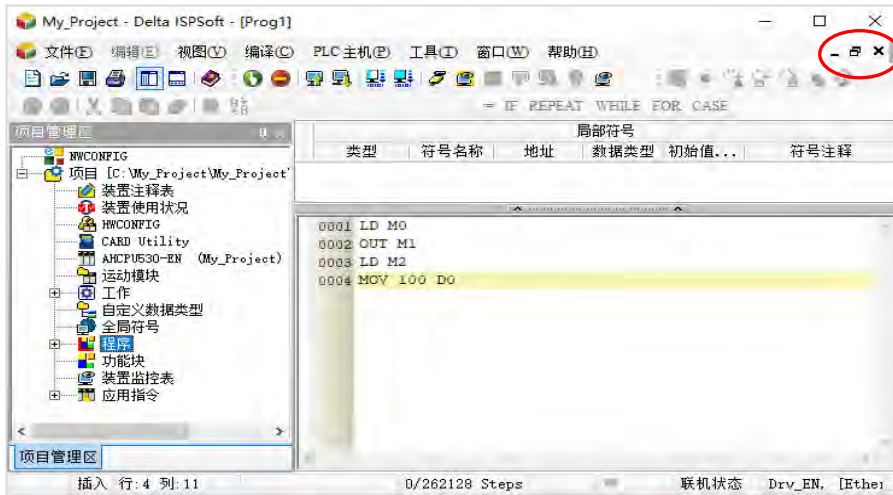 My_Project - Delta ISPSoft - [Prog1]
文件(F) 编辑(E) 视图(V) 编译(C) PLC 主机(P) 工具(T) 窗口(W) 帮助(H)
= IF REPEAT WHILE FOR CASE
项目管理区
NWCONFIG
项目 [C:\My_Project\My_Project'
装置注释表
装置使用状况
HWCONFIG
CARD Utility
AHCPU530-EN (My_Project)
运动模块
工作
自定义数据类型
全局符号
程序
功能块
装置监控表
应用指令
项目管理区
局部符号
类型 符号名称 地址 数据类型 初始值... 符号注释
0001 LD M0
0002 OUT M1
0003 LD M2
0004 MOV 100 D0
插入 行:4 列:11 0/262128 Steps 联机状态 Drv_EN, [Ether